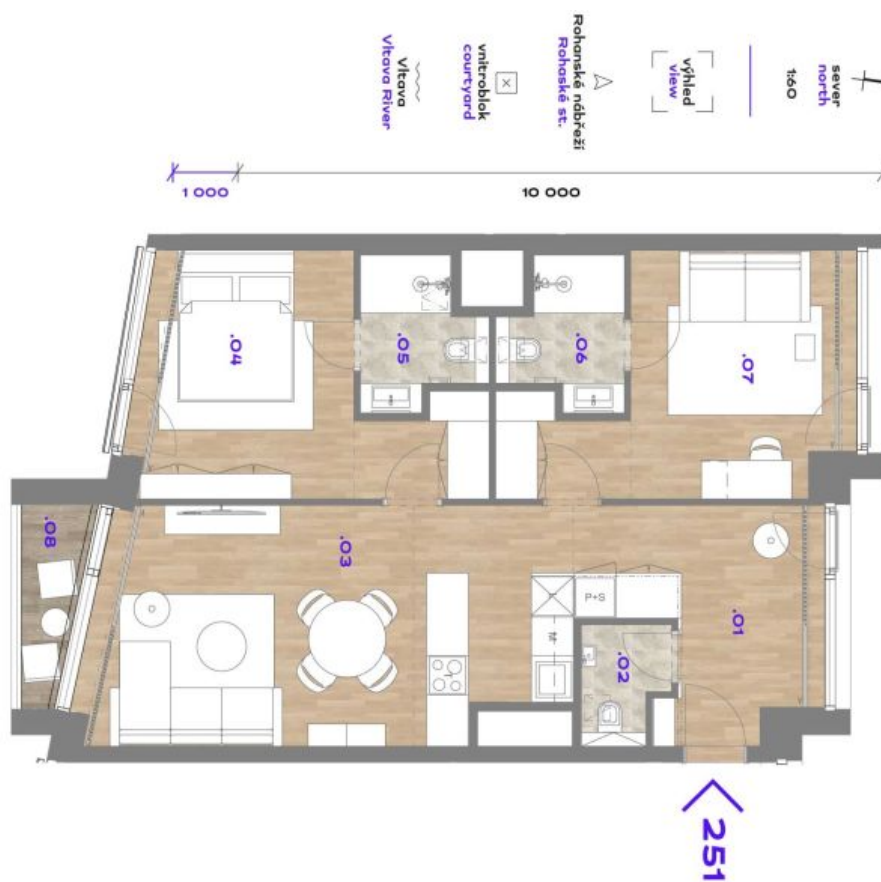 sever
north
1:60
výhled
view
Rohanské nábřeží
Rohaské st.
vnitroblok
courtyard
Vltava
Vltava River
1 000
10 000
.04
.05
.06
.07
.08
.03
P+S
.01
.02
251